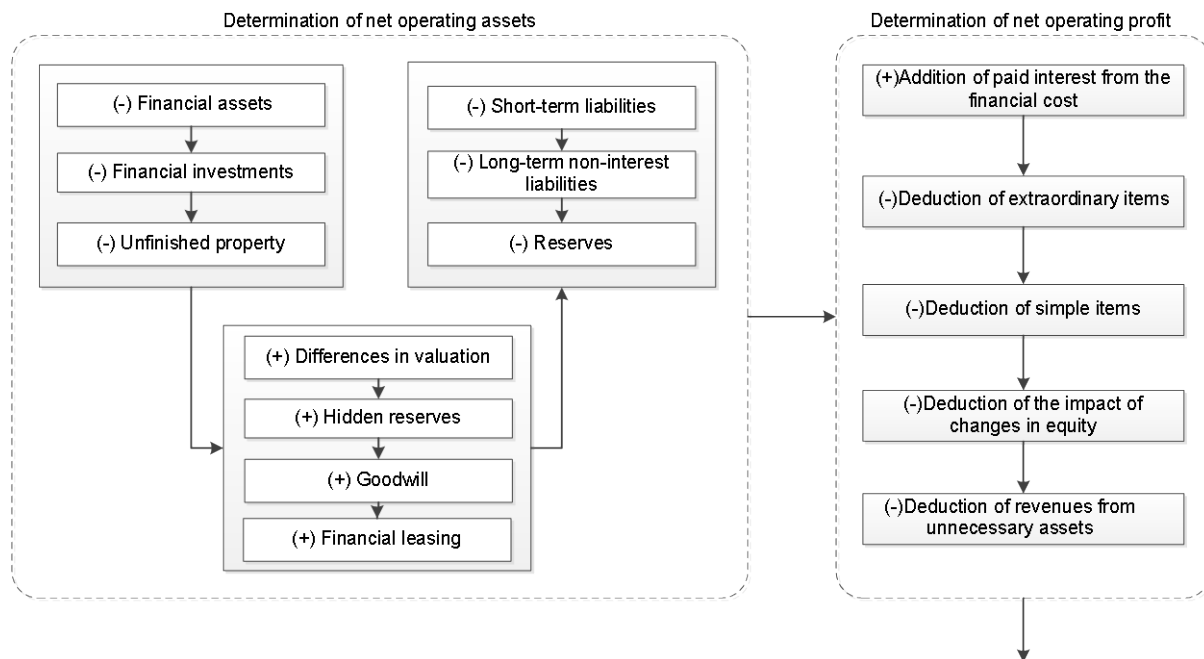 Determination of net operating assets
(-) Financial assets
(-) Financial investments
(-) Unfinished property
(+) Differences in valuation
(+) Hidden reserves
(+) Goodwill
(+) Financial leasing
(-) Short-term liabilities
(-) Long-term non-interest
liabilities
(-) Reserves
Determination of net operating profit
(+)Addition of paid interest from the
financial cost
(-)Deduction of extraordinary items
(-)Deduction of simple items
(-)Deduction of the impact of
changes in equity
(-)Deduction of revenues from
unnecessary assets